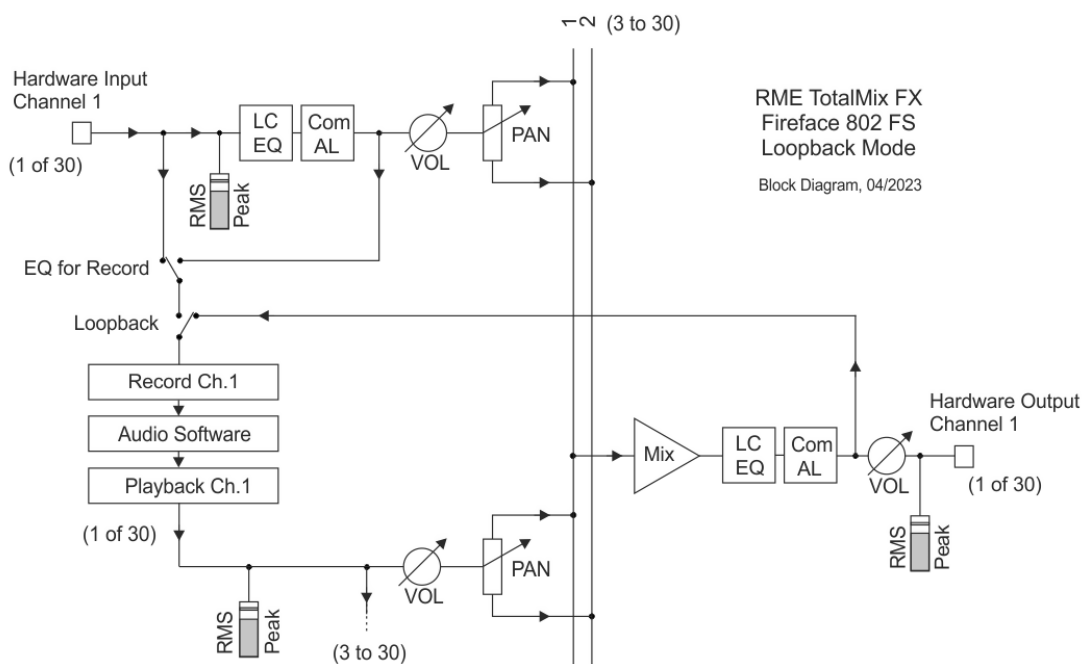 1 2 (3 to 30)
Hardware Input
Channel 1
(1 of 30)
LC
EQ
Com
AL
VOL
PAN
RMS
Peak
RME TotalMix FX
Fireface 802 FS
Loopback Mode
Block Diagram, 04/2023
EQ for Record
Loopback
Record Ch.1
Audio Software
Playback Ch.1
(1 of 30)
Mix
LC
EQ
Com
AL
VOL
Hardware Output
Channel 1
(1 of 30)
RMS
Peak
VOL
PAN
RMS
Peak
(3 to 30)